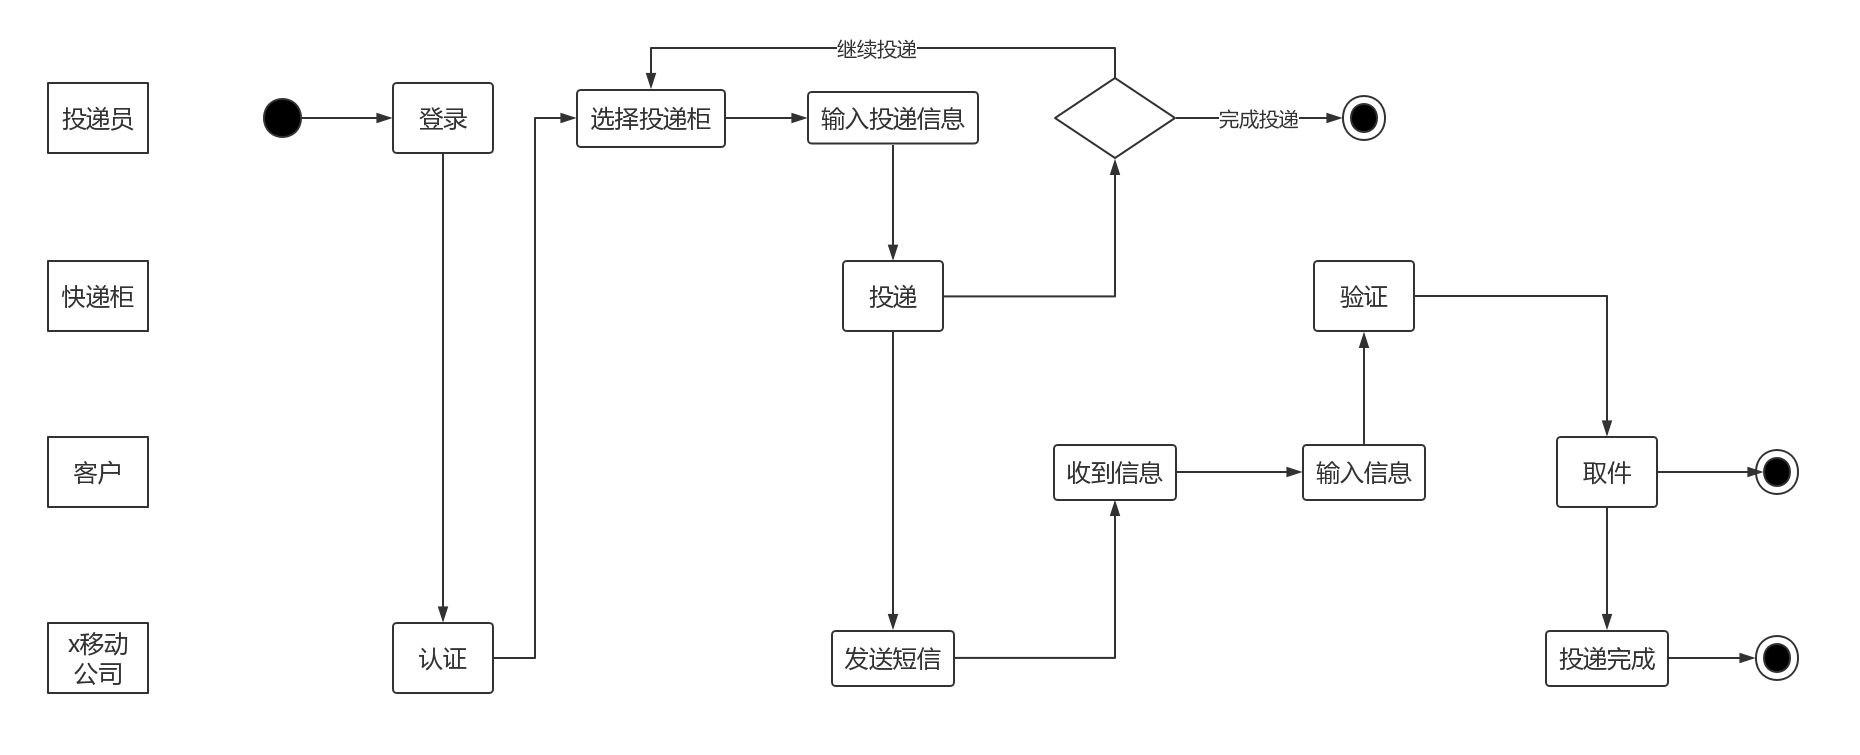 继续投递
投递员
登录
选择投递柜
输入投递信息
完成投递
快递柜
投递
验证
客户
收到信息
输入信息
取件
x移动
公司
认证
发送短信
投递完成